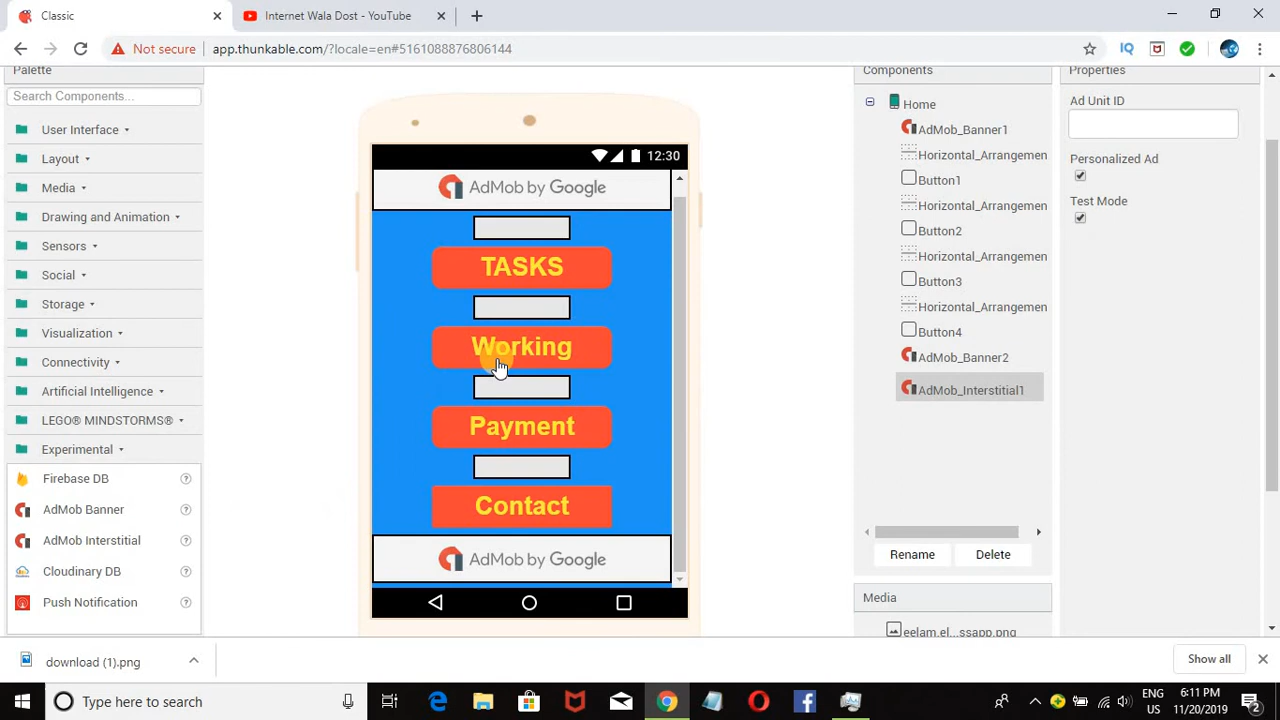 Classic
Internet Wala Dost - YouTube
Not secure
app.thunkable.com/?locale=en#5161088876806144
Palette
Search Components...
User Interface
Layout
Media
Drawing and Animation
Sensors
Social
Storage
Visualization
Connectivity
Artificial Intelligence
LEGO® MINDSTORMS®
Experimental
Firebase DB
AdMob Banner
AdMob Interstitial
Cloudinary DB
Push Notification
12:30
AdMob by Google
TASKS
Working
Payment
Contact
AdMob by Google
Components
Home
AdMob_Banner1
Horizontal_Arrangemen
Button1
Horizontal_Arrangemen
Button2
Horizontal_Arrangemen
Button3
Horizontal_Arrangemen
Button4
AdMob_Banner2
AdMob_Interstitial1
Rename
Delete
Media
eelam.el...ssapp.png
Properties
Ad Unit ID
Personalized Ad
Test Mode
download (1).png
Show all
Type here to search
ENG
US
6:11 PM
11/20/2019
2